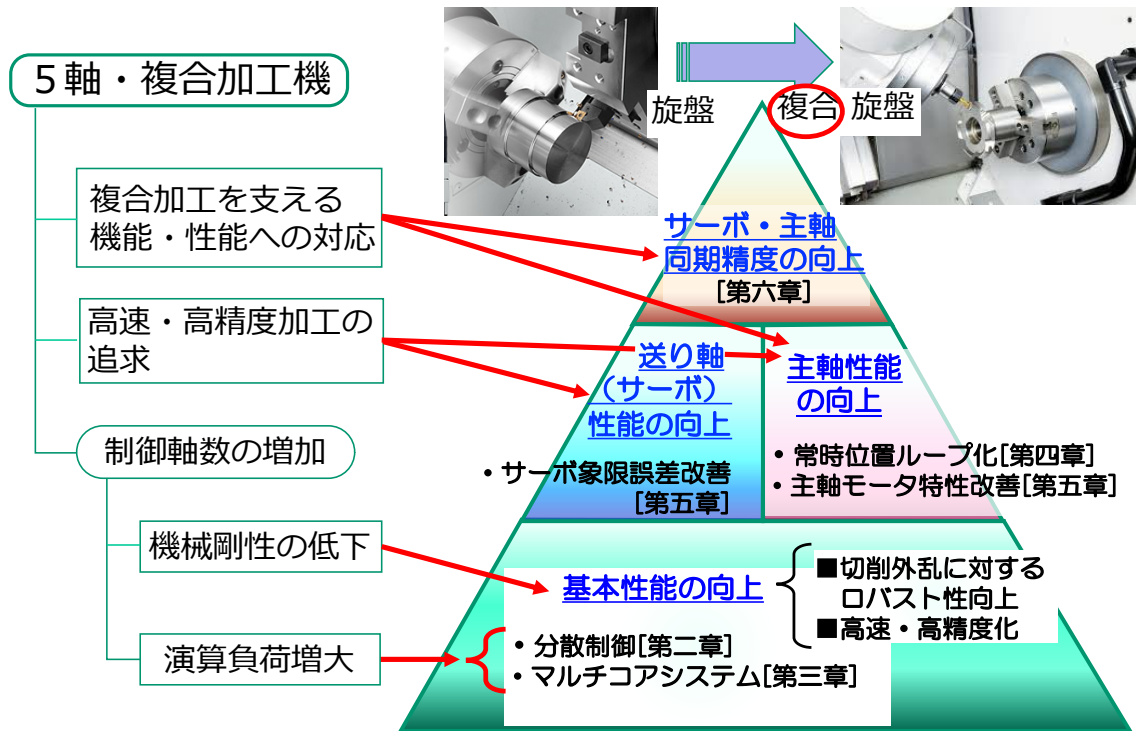 ５軸・複合加工機
複合加工を支える
機能・性能への対応
高速・高精度加工の
追求
制御軸数の増加
機械剛性の低下
演算負荷増大
旋盤
複合 旋盤
サーボ・主軸
同期精度の向上
[第六章]
送り軸
（サーボ）
性能の向上
・サーボ象限誤差改善
[第五章]
主軸性能
の向上
・常時位置ループ化[第四章]
・主軸モータ特性改善[第五章]
基本性能の向上
■切削外乱に対する
ロバスト性向上
■高速・高精度化
・分散制御[第二章]
・マルチコアシステム[第三章]